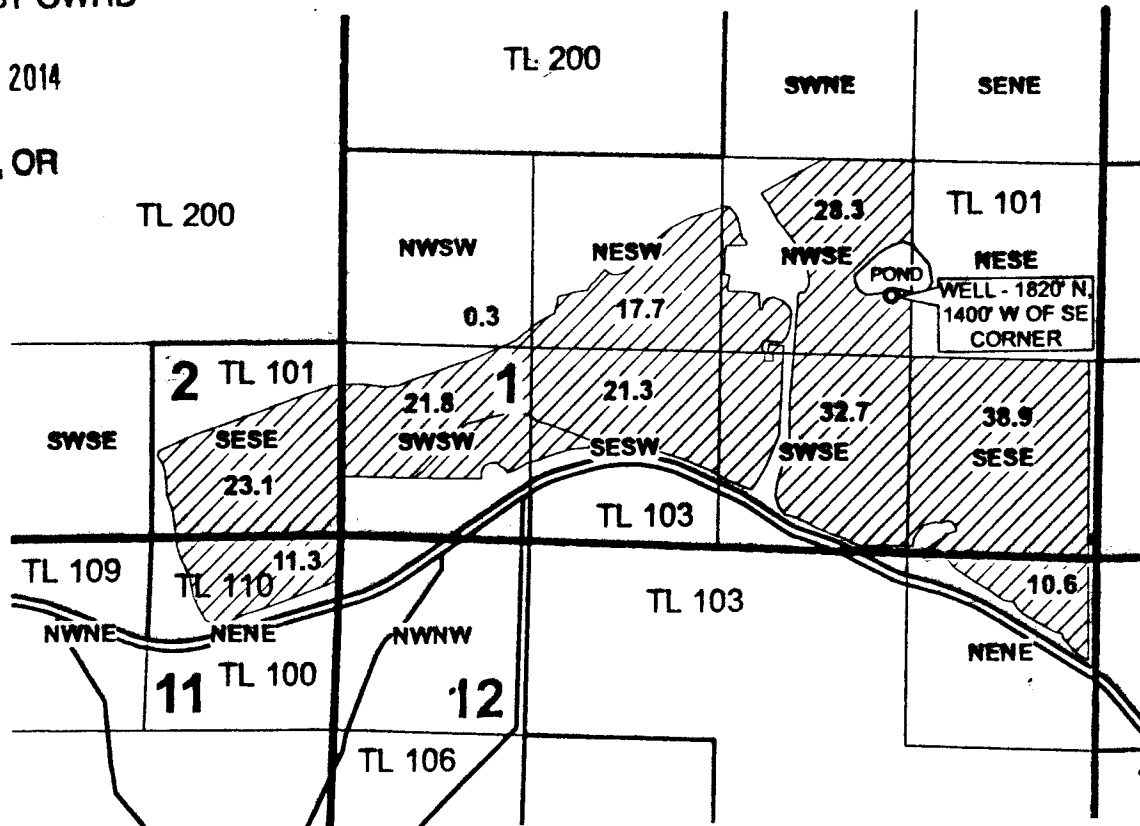 2014
OR
TL 200
SWNE
SENE
TL 200
NWSW
NESW
28.3
NWSE
TL 101
NESE
POND
WELL - 1820' N,
1400' W OF SE
CORNER
0.3
17.7
2
TL 101
1
21.8
21.3
32.7
38.9
SWSE
SESE
SWSW
SESW
SWSE
SESE
23.1
TL 103
TL 109
TL 110
11.3
TL 103
10.6
NWNE
NENE
NWNW
NENE
11
TL 100
12
TL 106